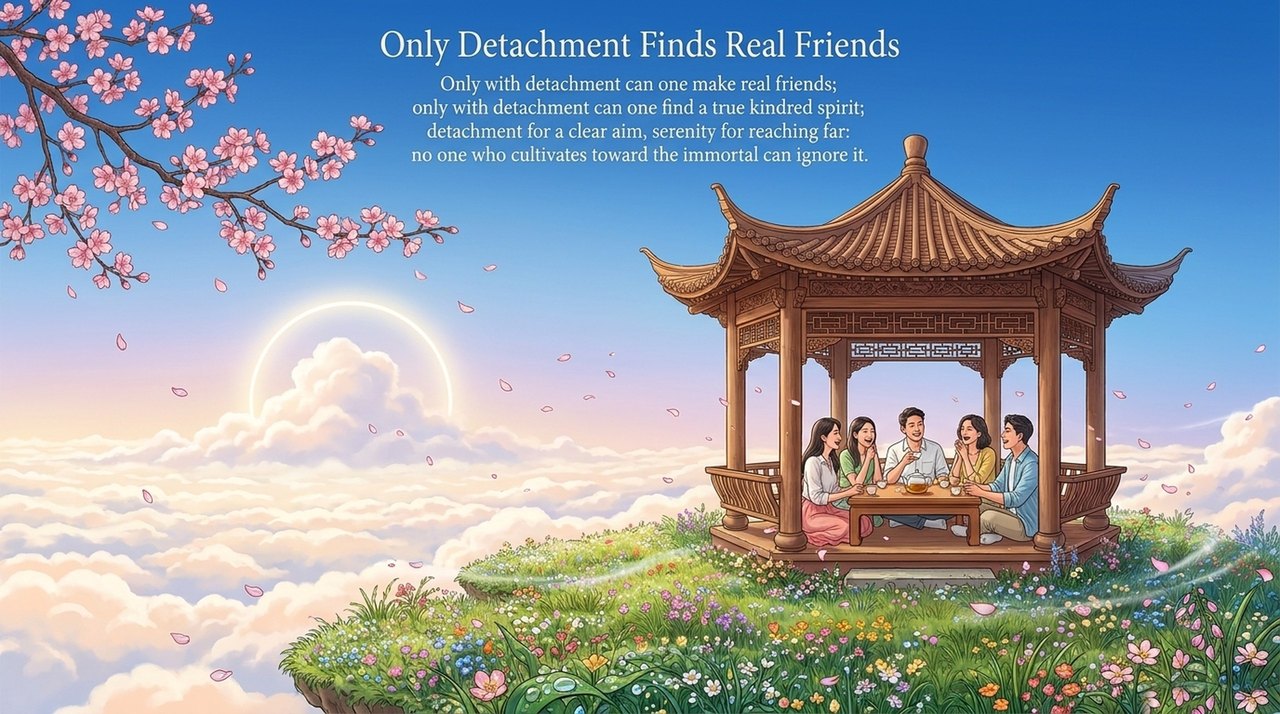 Only Detachment Finds Real Friends
Only with detachment can one make real friends;
only with detachment can one find a true kindred spirit;
detachment for a clear aim, serenity for reaching far:
no one who cultivates toward the immortal can ignore it.